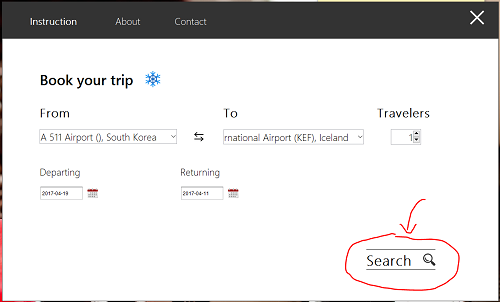 Instruction About Contact
Book your trip
From To Travelers
A 511 Airport (), South Korea rnational Airport (KEF), Iceland 1
Departing Returning
2017-04-19 2017-04-11
Search